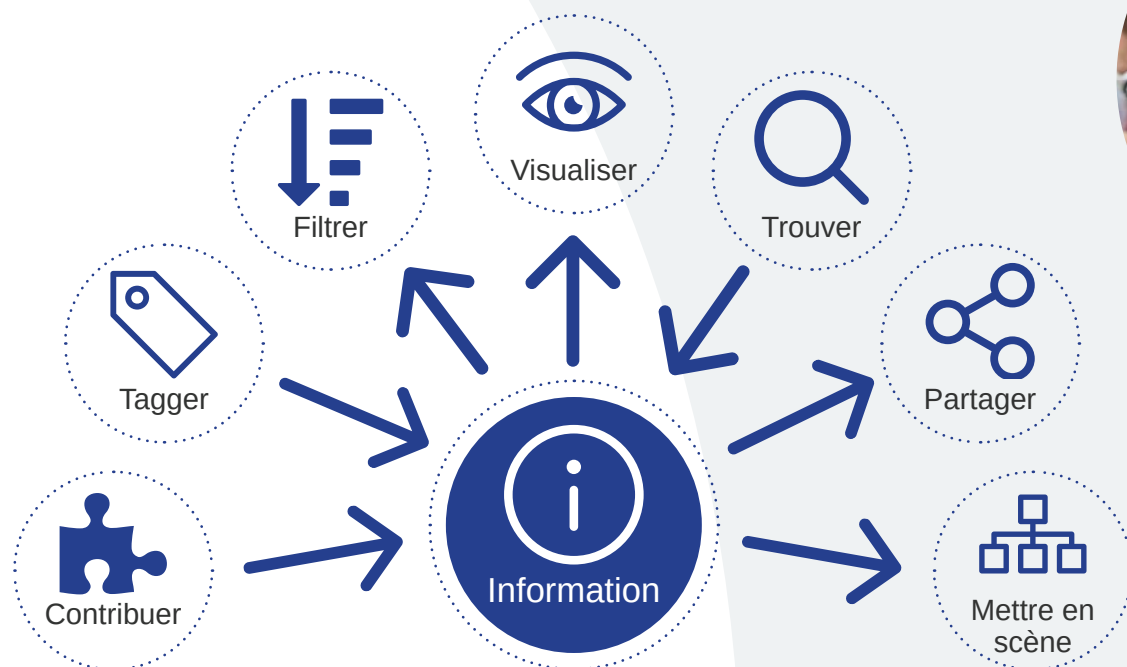 Visualiser
Filtrer
Trouver
Tagger
Partager
Contribuer
Information
Mettre en
scène